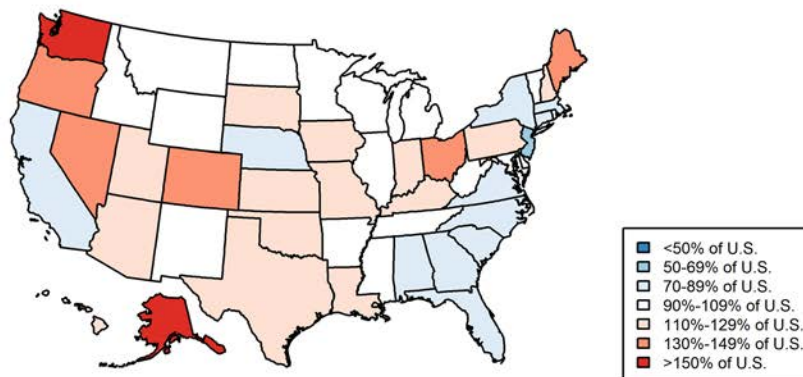 <50% of U.S.
50-69% of U.S.
70-89% of U.S.
90%-109% of U.S.
110%-129% of U.S.
130%-149% of U.S.
>150% of U.S.